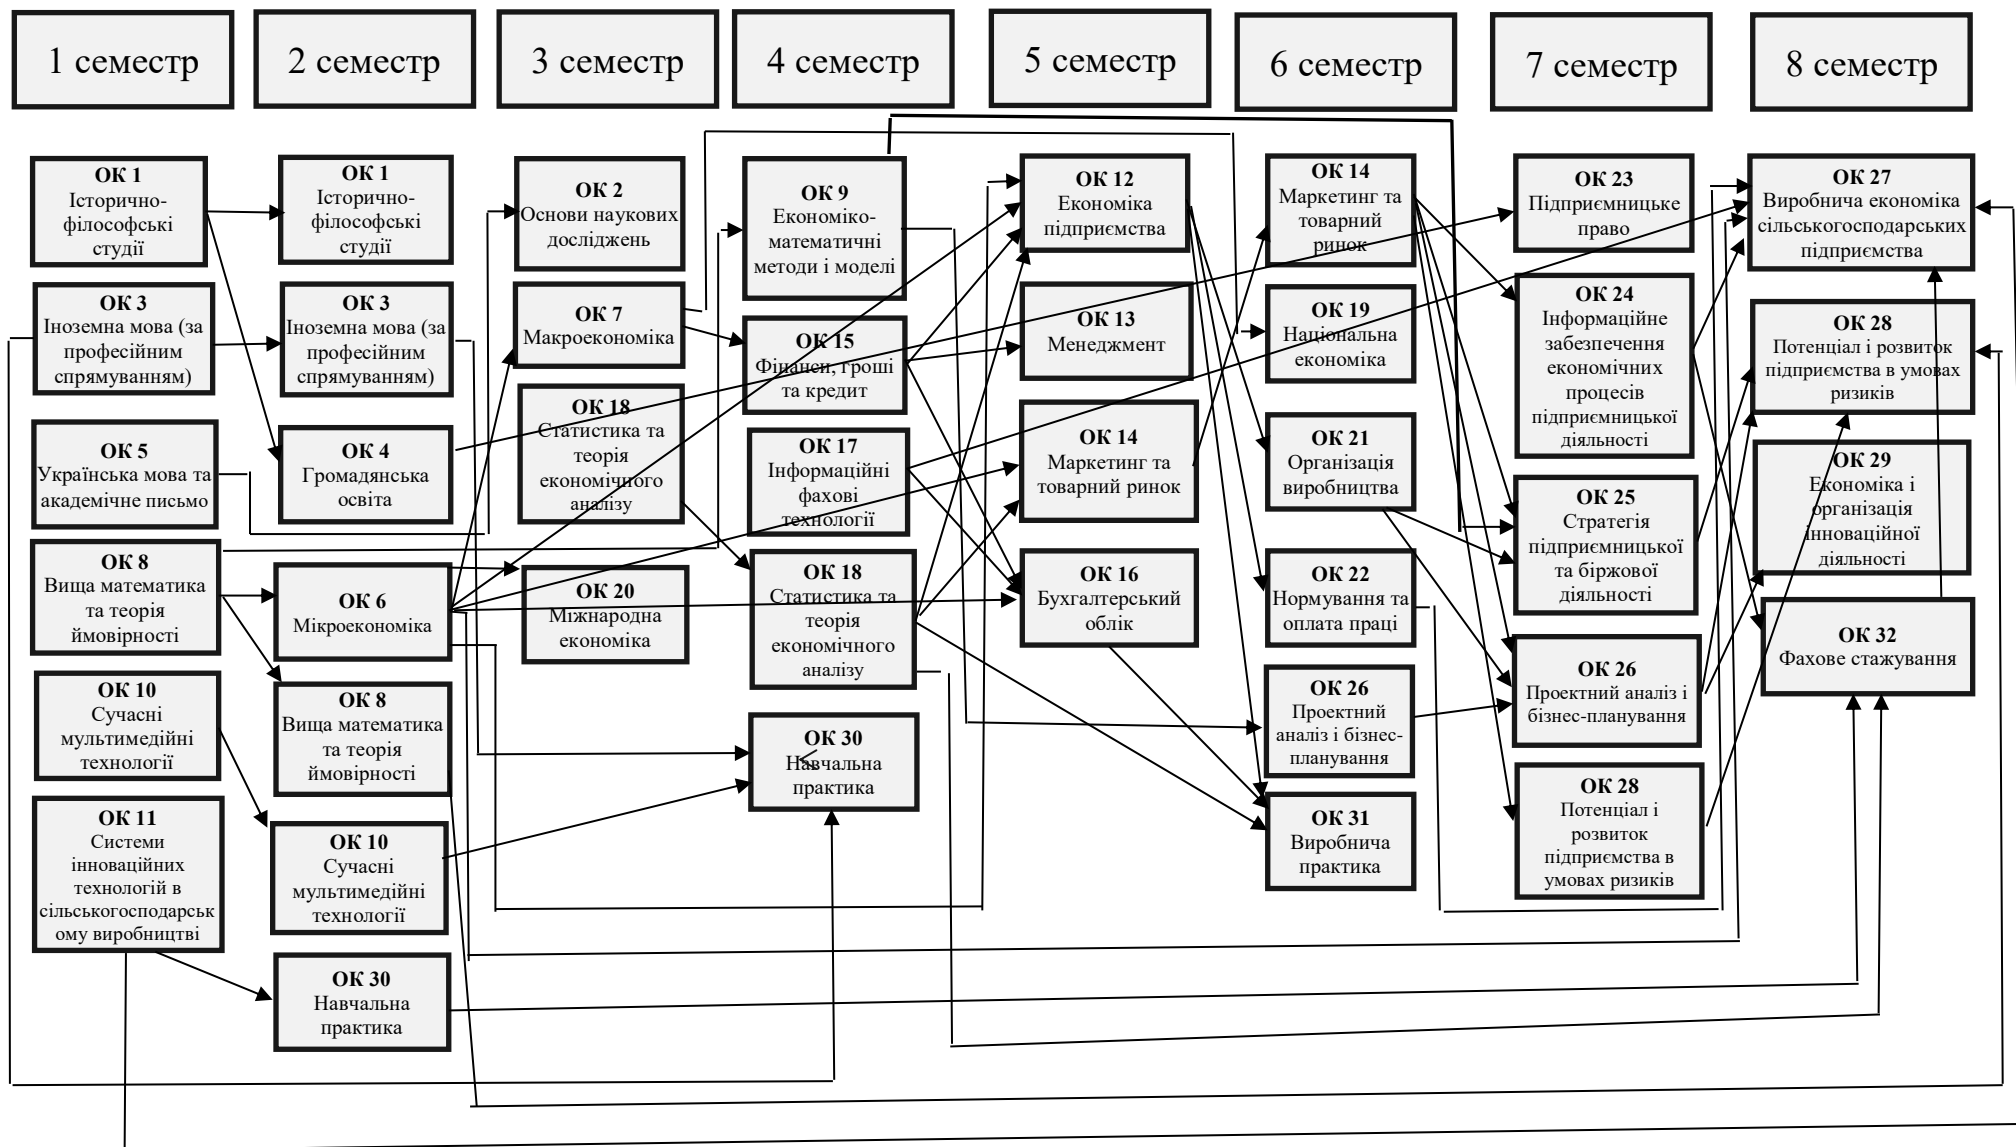 1 семестр
2 семестр
3 семестр
4 семестр
5 семестр
6 семестр
7 семестр
8 семестр
ОК 1
Історично-
філософські
студії
ОК 3
Іноземна мова (за
професійним
спрямуванням)
ОК 5
Українська мова та
академічне письмо
ОК 8
Вища математика
та теорія
ймовірності
ОК 10
Сучасні
мультимедійні
технології
ОК 11
Системи
інноваційних
технологій в
сільськогосподарськ
ому виробництві
ОК 1
Історично-
філософські
студії
ОК 3
Іноземна мова (за
професійним
спрямуванням)
ОК 4
Громадянська
освіта
ОК 6
Мікроекономіка
ОК 8
Вища математика
та теорія
ймовірності
ОК 10
Сучасні
мультимедійні
технології
ОК 30
Навчальна
практика
ОК 2
Основи наукових
досліджень
ОК 7
Макроекономіка
ОК 18
Статистика та
теорія
економічного
аналізу
ОК 20
Міжнародна
економіка
ОК 9
Економіко-
математичні
методи і моделі
ОК 15
Фінанси, гроші
та кредит
ОК 17
Інформаційні
фахові
технології
ОК 18
Статистика та
теорія
економічного
аналізу
ОК 30
Навчальна
практика
ОК 12
Економіка
підприємства
ОК 13
Менеджмент
ОК 14
Маркетинг та
товарний ринок
ОК 16
Бухгалтерський
облік
ОК 14
Маркетинг та
товарний
ринок
ОК 19
Національна
економіка
ОК 21
Організація
виробництва
ОК 22
Нормування та
оплата праці
ОК 26
Проектний
аналіз і бізнес-
планування
ОК 31
Виробнича
практика
ОК 23
Підприємницьке
право
ОК 24
Інформаційне
забезпечення
економічних
процесів
підприємницької
діяльності
ОК 25
Стратегія
підприємницької
та біржової
діяльності
ОК 26
Проектний аналіз і
бізнес-планування
ОК 28
Потенціал і
розвиток
підприємства в
умовах ризиків
ОК 27
Виробнича економіка
сільськогосподарських
підприємства
ОК 28
Потенціал і розвиток
підприємства в умовах
ризиків
ОК 29
Економіка і
організація
інноваційної
діяльності
ОК 32
Фахове стажування